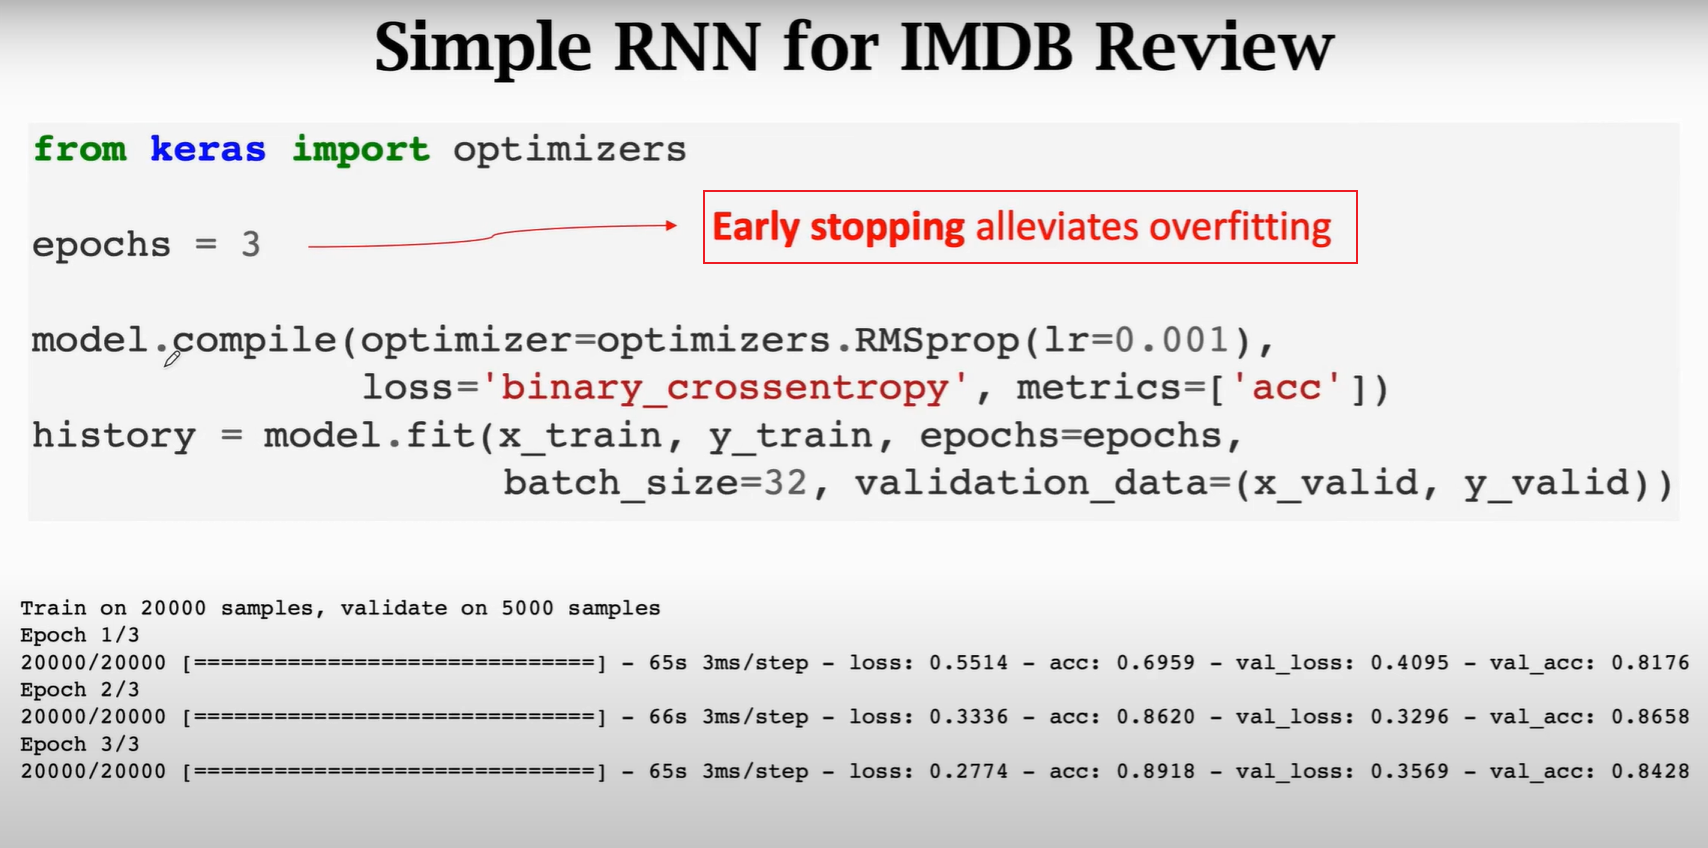 Simple RNN for IMDB Review
from keras import optimizers
epochs = 3
Early stopping alleviates overfitting
model.compile(optimizer=optimizers.RMSprop(lr=0.001),
loss='binary_crossentropy', metrics=['acc'])
history = model.fit(x_train, y_train, epochs=epochs,
batch_size=32, validation_data=(x_valid, y_valid))
Train on 20000 samples, validate on 5000 samples
Epoch 1/3
20000/20000 [==============================] - 65s 3ms/step - loss: 0.5514 - acc: 0.6959 - val_loss: 0.4095 - val_acc: 0.8176
Epoch 2/3
20000/20000 [==============================] - 66s 3ms/step - loss: 0.3336 - acc: 0.8620 - val_loss: 0.3296 - val_acc: 0.8658
Epoch 3/3
20000/20000 [==============================] - 65s 3ms/step - loss: 0.2774 - acc: 0.8918 - val_loss: 0.3569 - val_acc: 0.8428